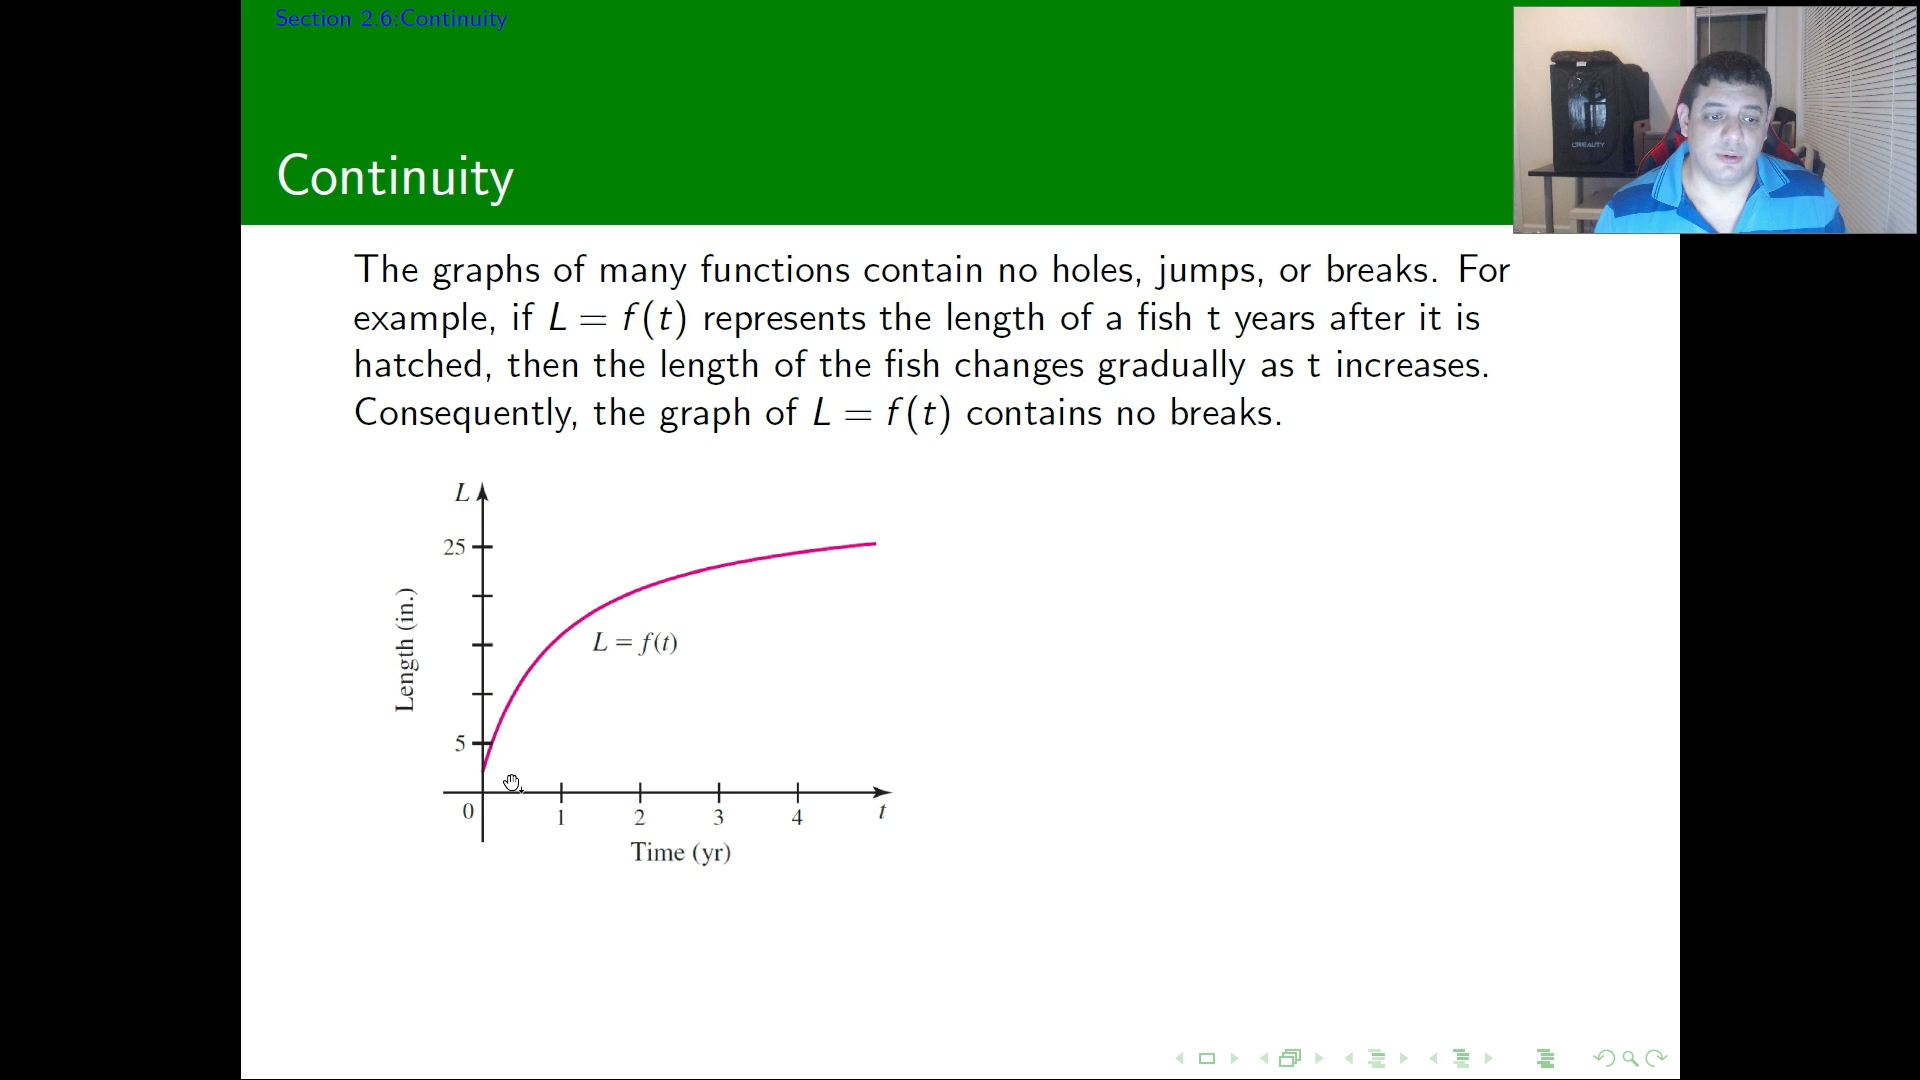 Section 2.6:Continuity
Continuity
CREALITY
The graphs of many functions contain no holes, jumps, or breaks. For
example, if L = f(t) represents the length of a fish t years after it is
hatched, then the length of the fish changes gradually as t increases.
Consequently, the graph of L = f(t) contains no breaks.
L
25
Length (in.)
L = f(t)
5
0
1
2
3
4
t
Time (yr)